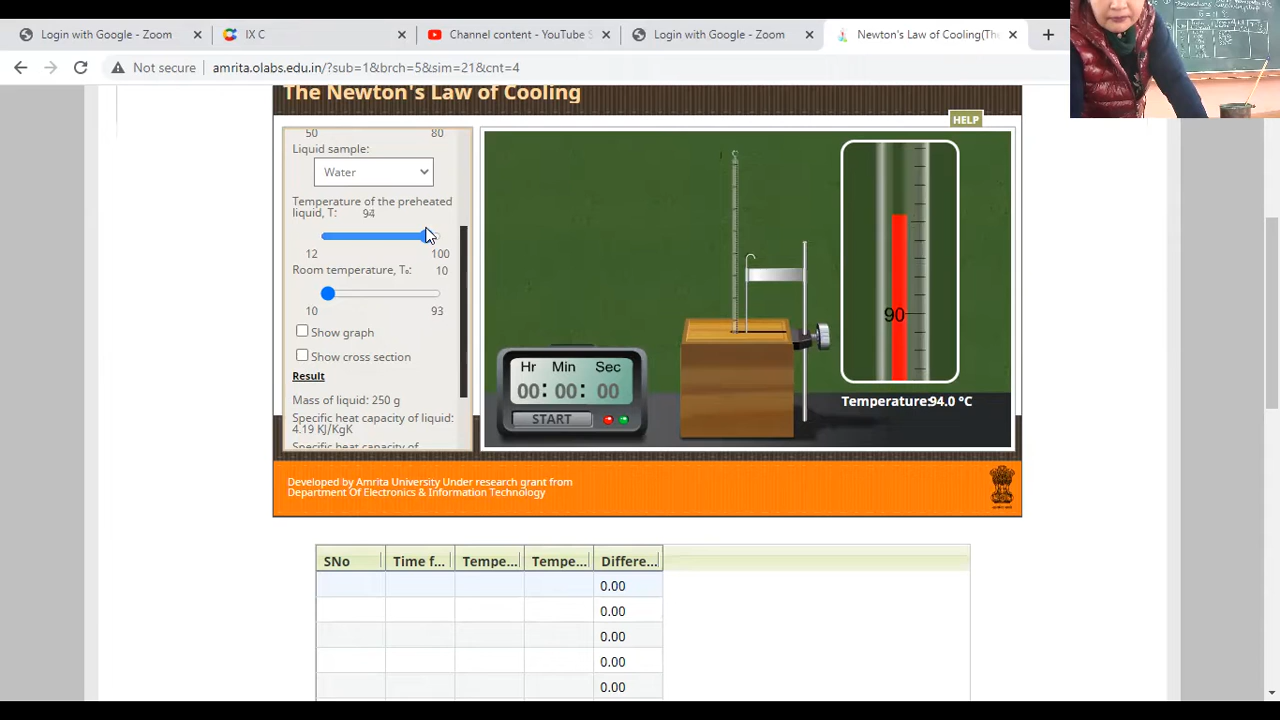 Login with Google - Zoom
IX C
Channel content - YouTube S
Login with Google - Zoom
Newton's Law of Cooling(The
Not secure
amrita.olabs.edu.in/?sub=1&brch=5&sim=21&cnt=4
The Newton's Law of Cooling
HELP
50 80
Liquid sample:
Water
Temperature of the preheated
liquid, T: 94
12 100
Room temperature, Tₒ: 10
10 93
Show graph
Show cross section
Result
Mass of liquid: 250 g
Specific heat capacity of liquid:
4.19 KJ/KgK
Specific heat capacity of
Hr Min Sec
00: 00: 00
START
90
Temperature:94.0 °C
Developed by Amrita University Under research grant from
Department Of Electronics & Information Technology
SNo Time f... Tempe... Tempe... Differe...
0.00
0.00
0.00
0.00
0.00